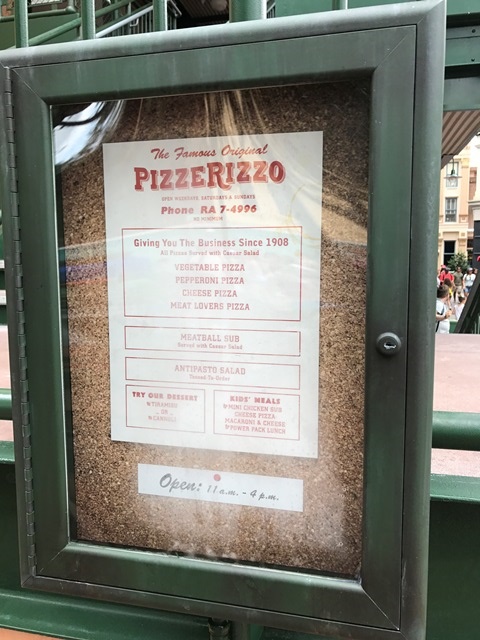 The Famous Original
PIZZERIZZO
OPEN WEEKDAYS, SATURDAYS & SUNDAYS
Phone RA 7-4996
NO MINIMUM
Giving You The Business Since 1908
All Pizzas Served with Caesar Salad
VEGETABLE PIZZA
PEPPERONI PIZZA
CHEESE PIZZA
MEAT LOVERS PIZZA
MEATBALL SUB
Served with Caesar Salad
ANTIPASTO SALAD
Tossed-To-Order
TRY OUR DESSERT
TIRAMISU
... OR ...
CANNOLI
KIDS' MEALS
MINI CHICKEN SUB
CHEESE PIZZA
MACARONI & CHEESE
POWER PACK LUNCH
Open: 11 a.m. - 4 p.m.